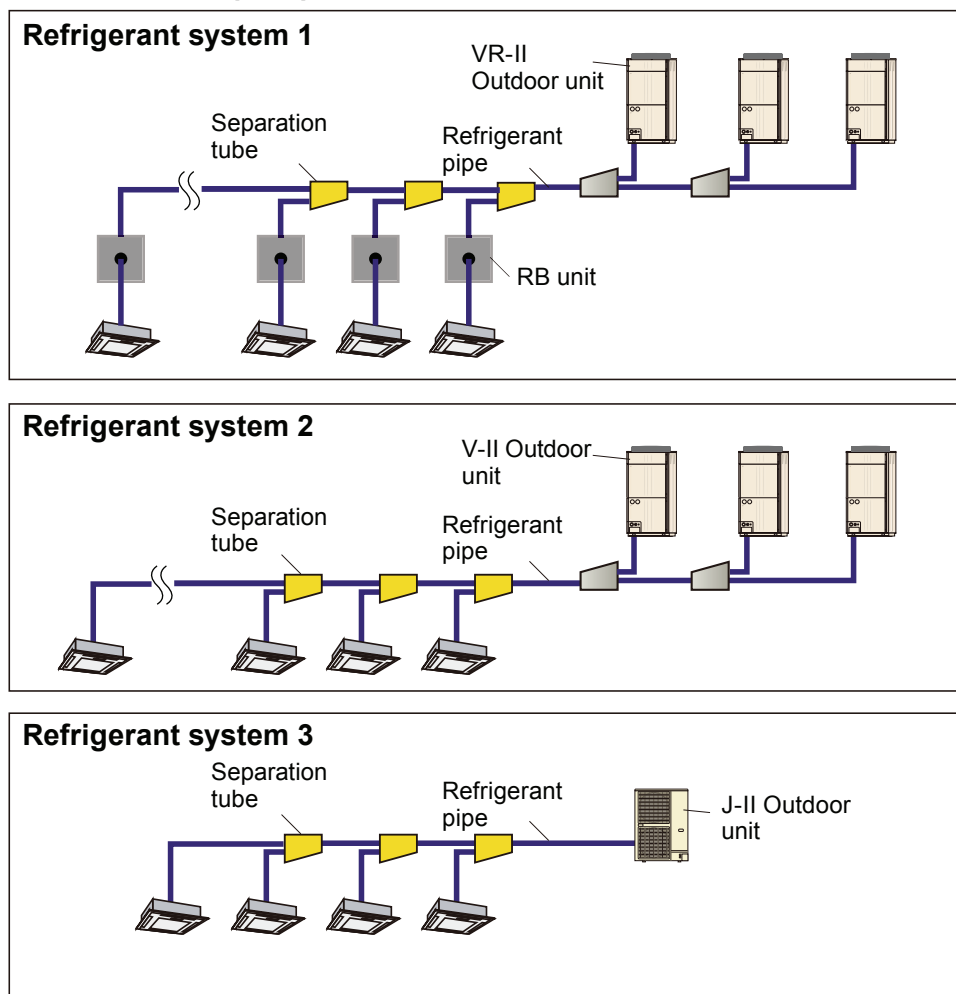 Refrigerant system 1
VR-II
Outdoor unit
Separation
tube
Refrigerant
pipe
RB unit
Refrigerant system 2
V-II Outdoor
unit
Separation
tube
Refrigerant
pipe
Refrigerant system 3
Separation
tube
Refrigerant
pipe
J-II Outdoor
unit